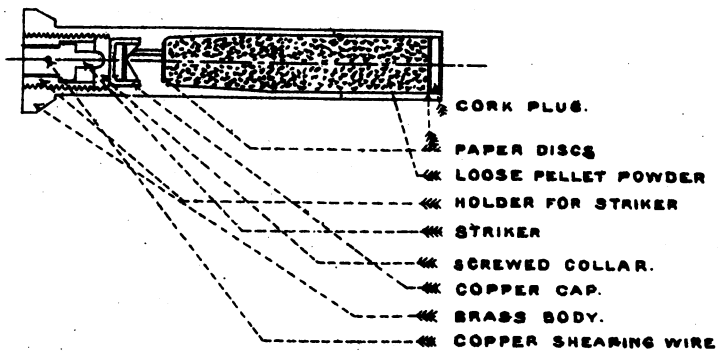 CORK PLUG.
PAPER DISCS
LOOSE PELLET POWDER
HOLDER FOR STRIKER
STRIKER
SCREWED COLLAR.
COPPER CAP.
BRASS BODY.
COPPER SHEARING WIRE